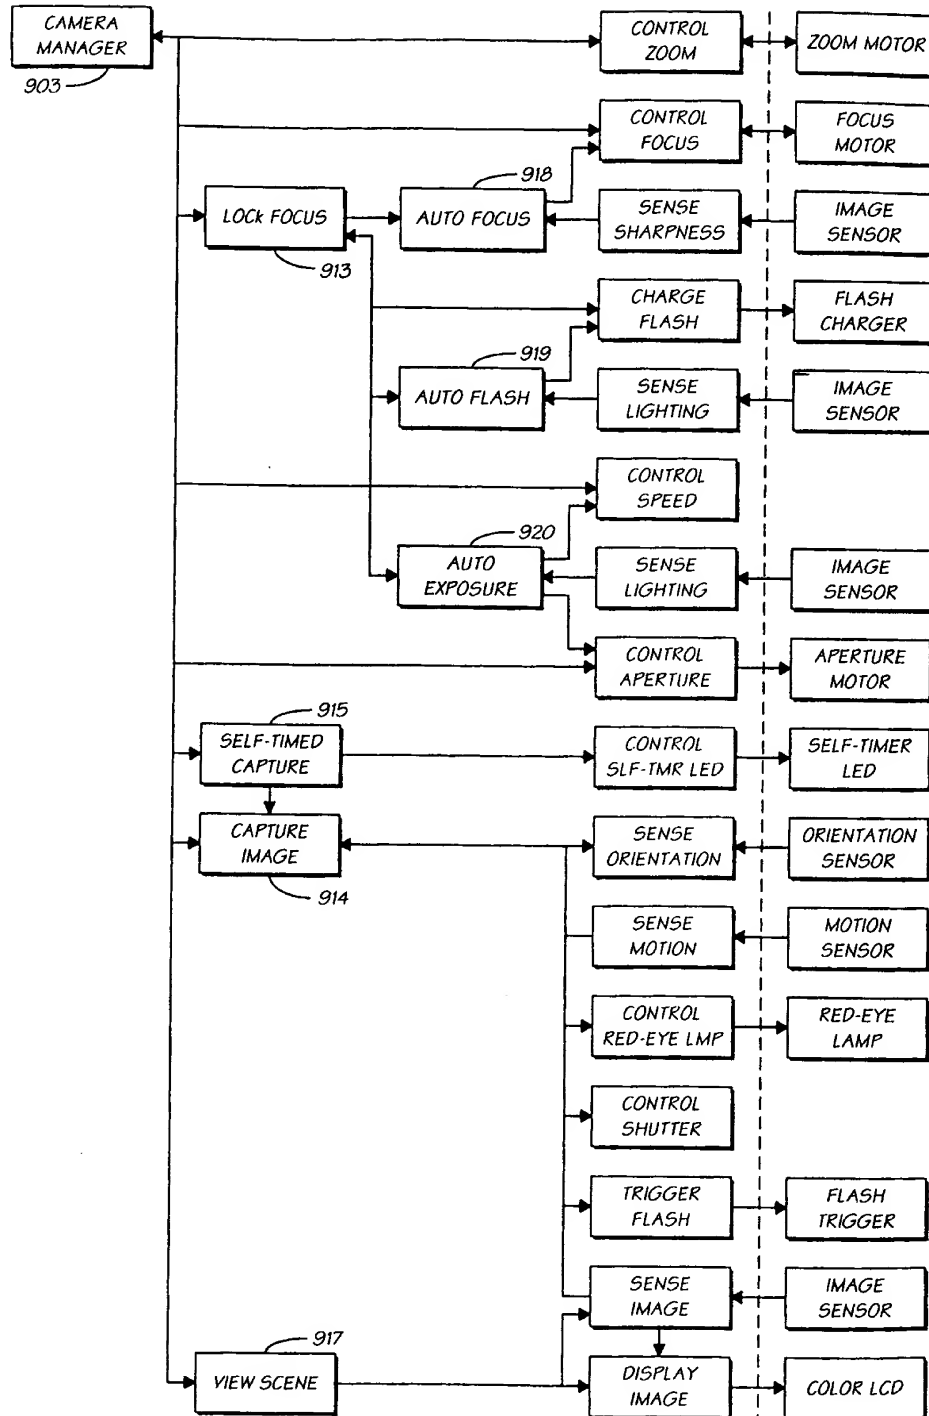 CAMERA
MANAGER
903
CONTROL
ZOOM
ZOOM MOTOR
CONTROL
FOCUS
FOCUS
MOTOR
918
LOCK FOCUS
913
AUTO FOCUS
SENSE
SHARPNESS
IMAGE
SENSOR
CHARGE
FLASH
FLASH
CHARGER
919
AUTO FLASH
SENSE
LIGHTING
IMAGE
SENSOR
CONTROL
SPEED
920
AUTO
EXPOSURE
SENSE
LIGHTING
IMAGE
SENSOR
CONTROL
APERTURE
APERTURE
MOTOR
915
SELF-TIMED
CAPTURE
CONTROL
SLF-TMR LED
SELF-TIMER
LED
CAPTURE
IMAGE
914
SENSE
ORIENTATION
ORIENTATION
SENSOR
SENSE
MOTION
MOTION
SENSOR
CONTROL
RED-EYE LMP
RED-EYE
LAMP
CONTROL
SHUTTER
TRIGGER
FLASH
FLASH
TRIGGER
SENSE
IMAGE
IMAGE
SENSOR
917
VIEW SCENE
DISPLAY
IMAGE
COLOR LCD